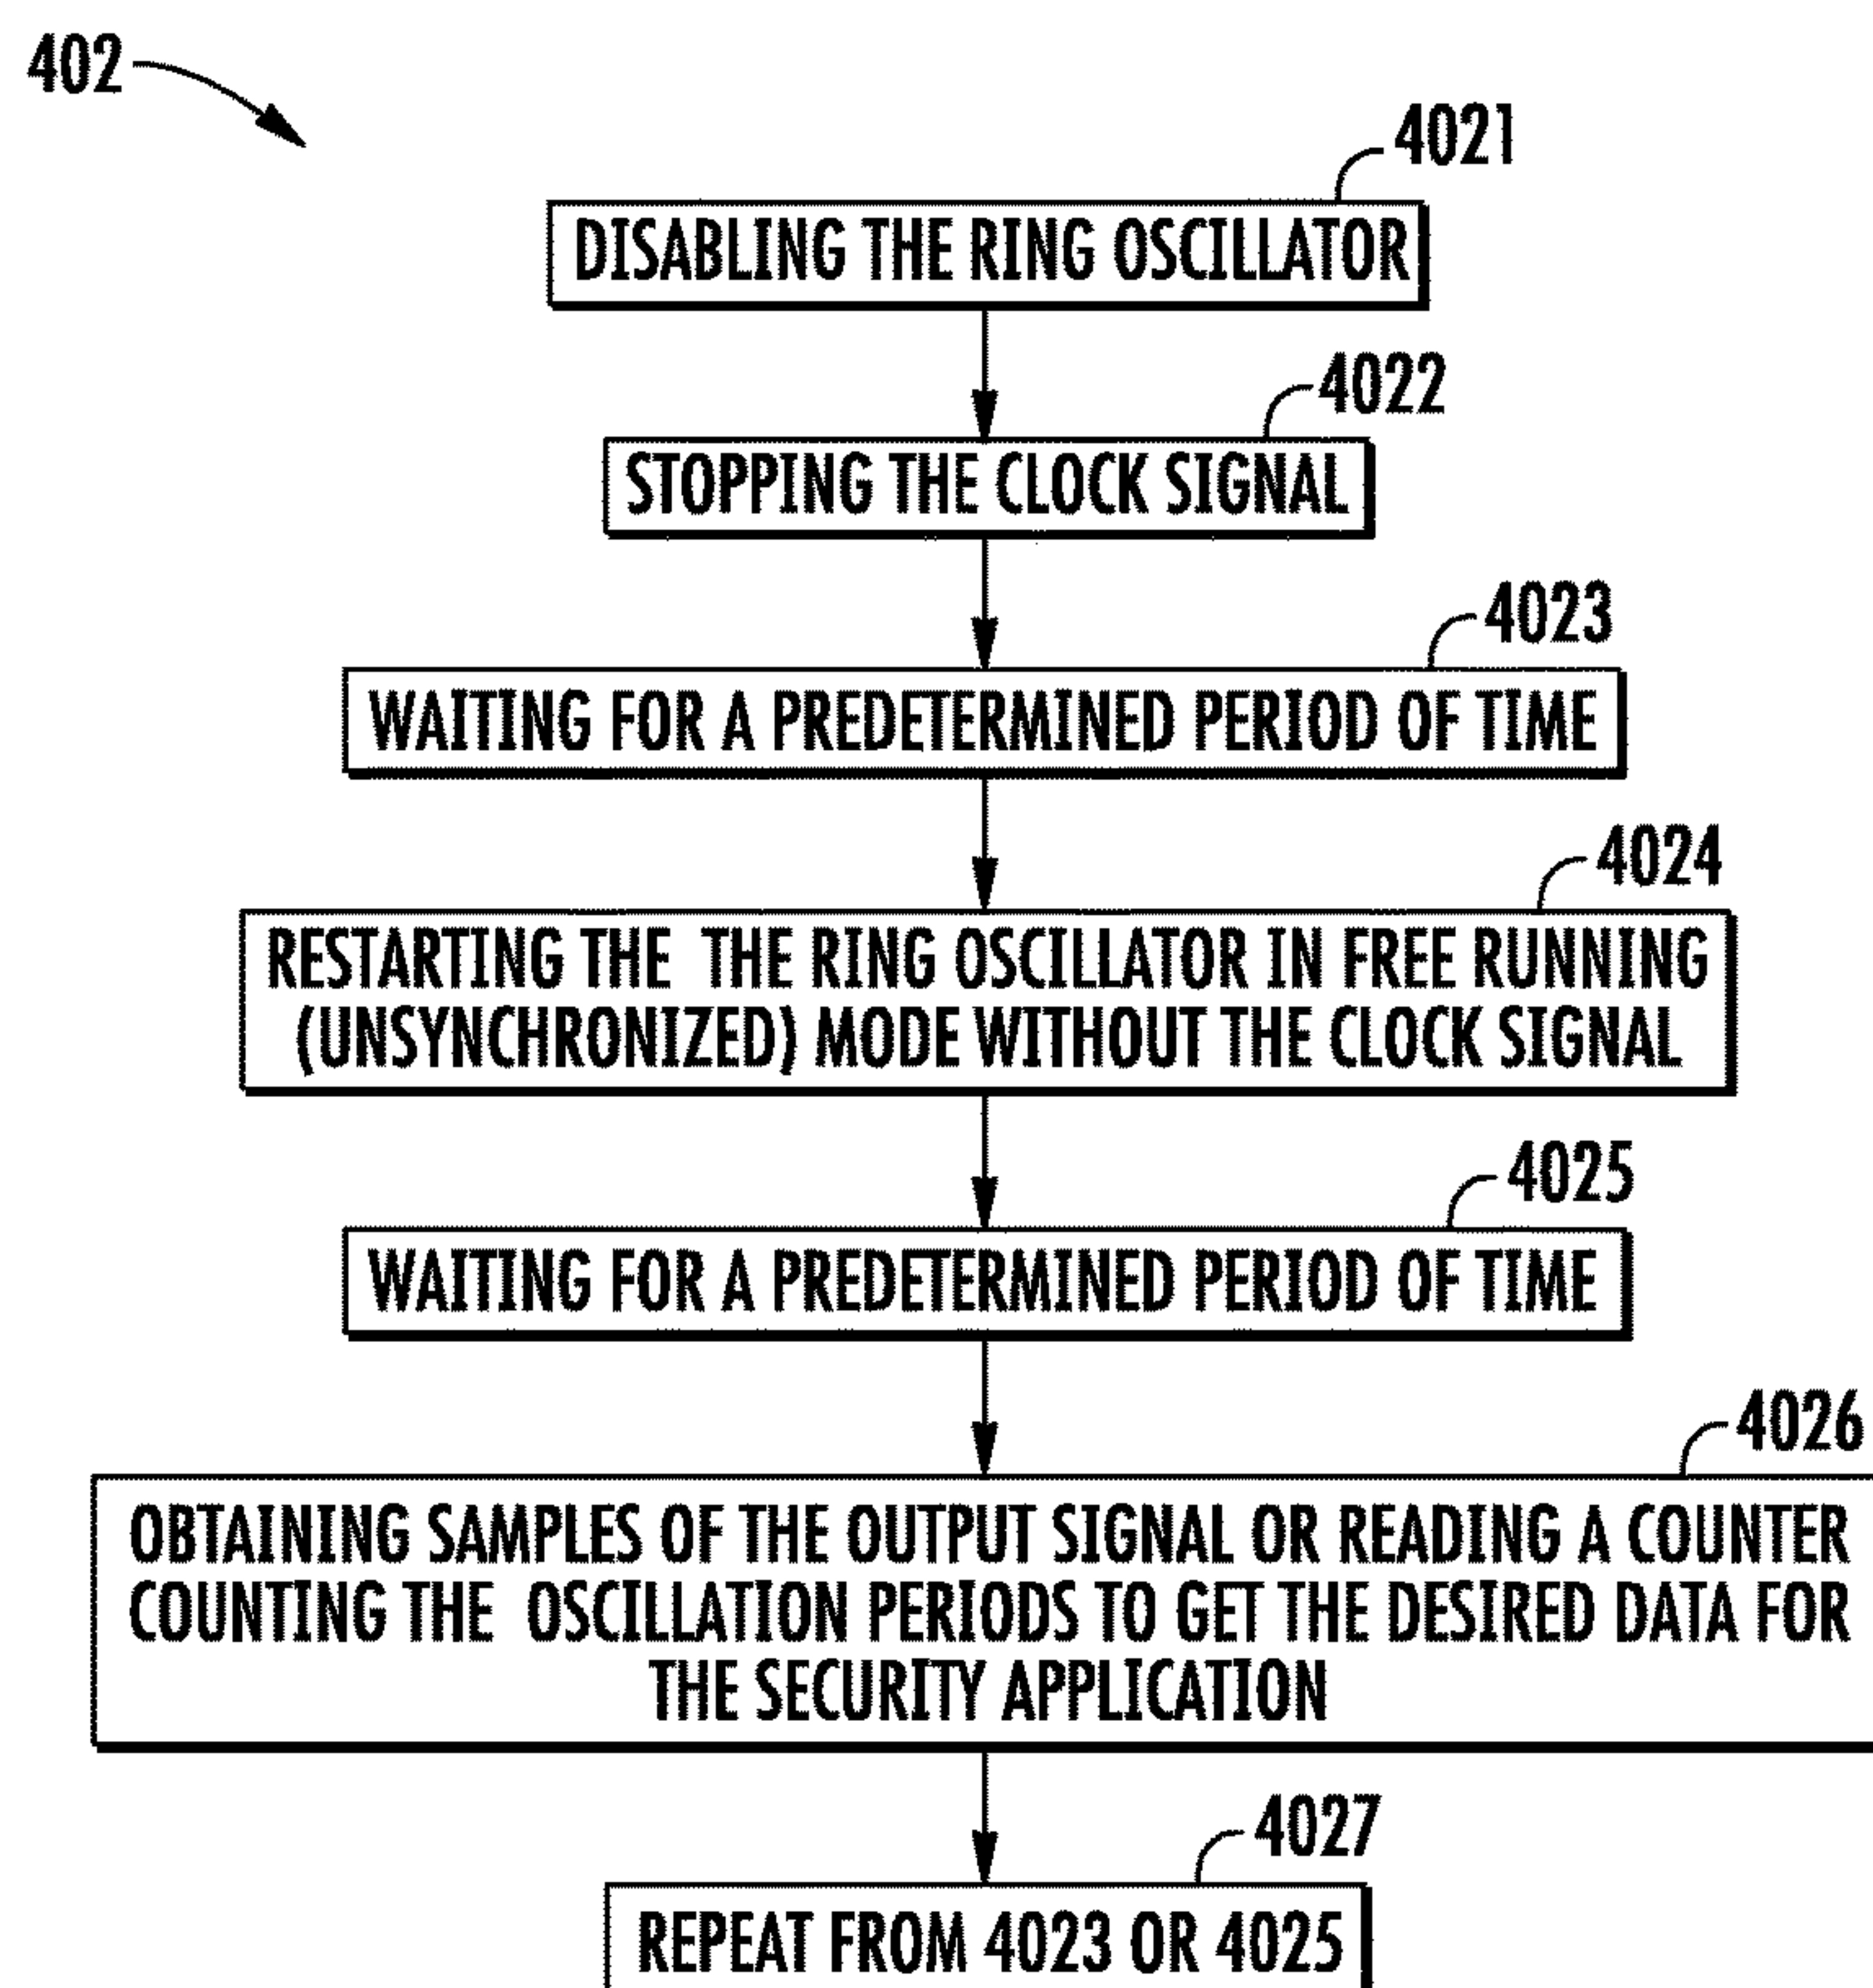 402
4021
DISABLING THE RING OSCILLATOR
4022
STOPPING THE CLOCK SIGNAL
4023
WAITING FOR A PREDETERMINED PERIOD OF TIME
4024
RESTARTING THE THE RING OSCILLATOR IN FREE RUNNING
(UNSYNCHRONIZED) MODE WITHOUT THE CLOCK SIGNAL
4025
WAITING FOR A PREDETERMINED PERIOD OF TIME
4026
OBTAINING SAMPLES OF THE OUTPUT SIGNAL OR READING A COUNTER
COUNTING THE OSCILLATION PERIODS TO GET THE DESIRED DATA FOR
THE SECURITY APPLICATION
4027
REPEAT FROM 4023 OR 4025